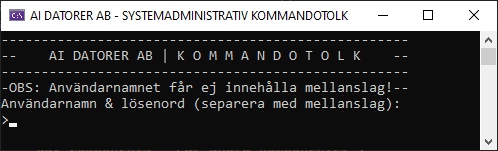 AI DATORER AB - SYSTEMADMINISTRATIV KOMMANDOTOLK
--------------------------------------------------
--    AI DATORER AB | K O M M A N D O T O L K    --
--------------------------------------------------
-OBS: Användarnamnet får ej innehålla mellanslag!--
Användarnamn & lösenord (separera med mellanslag):
>_